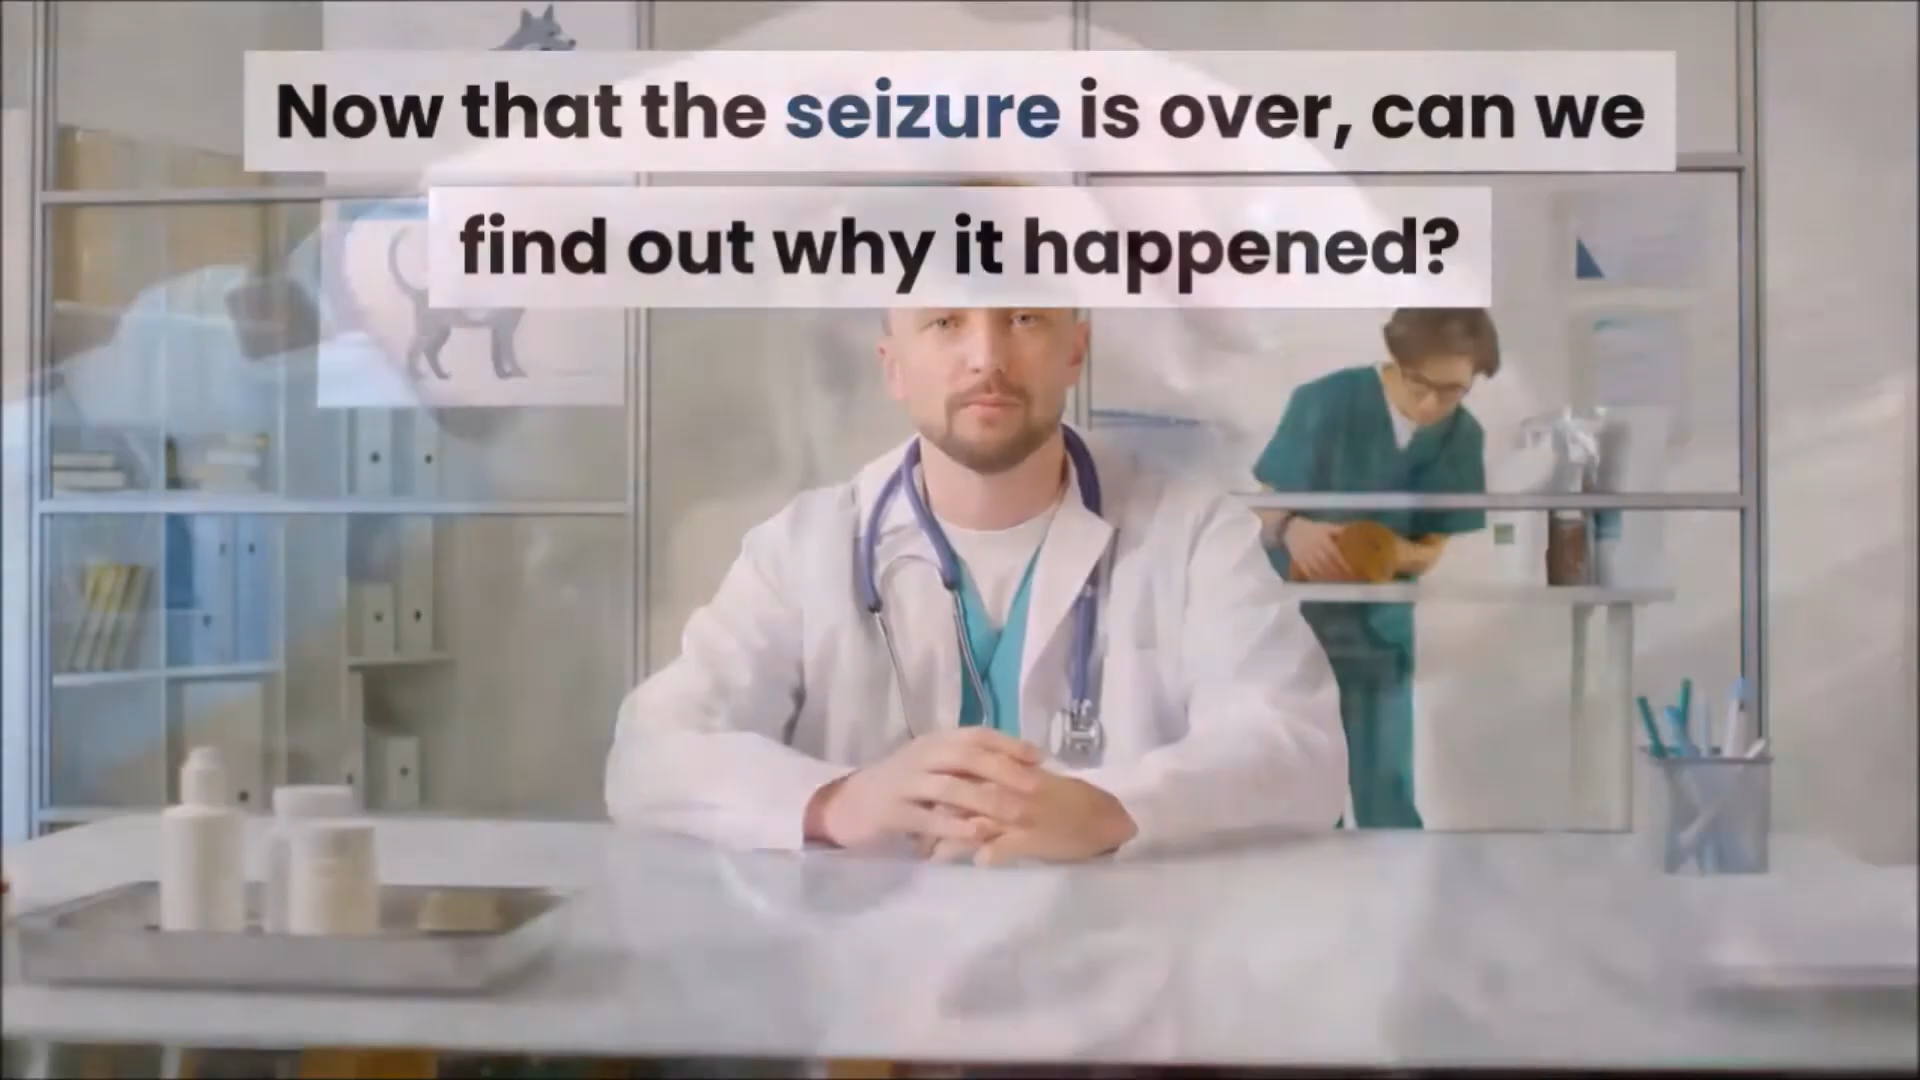 Now that the seizure is over, can we
find out why it happened?